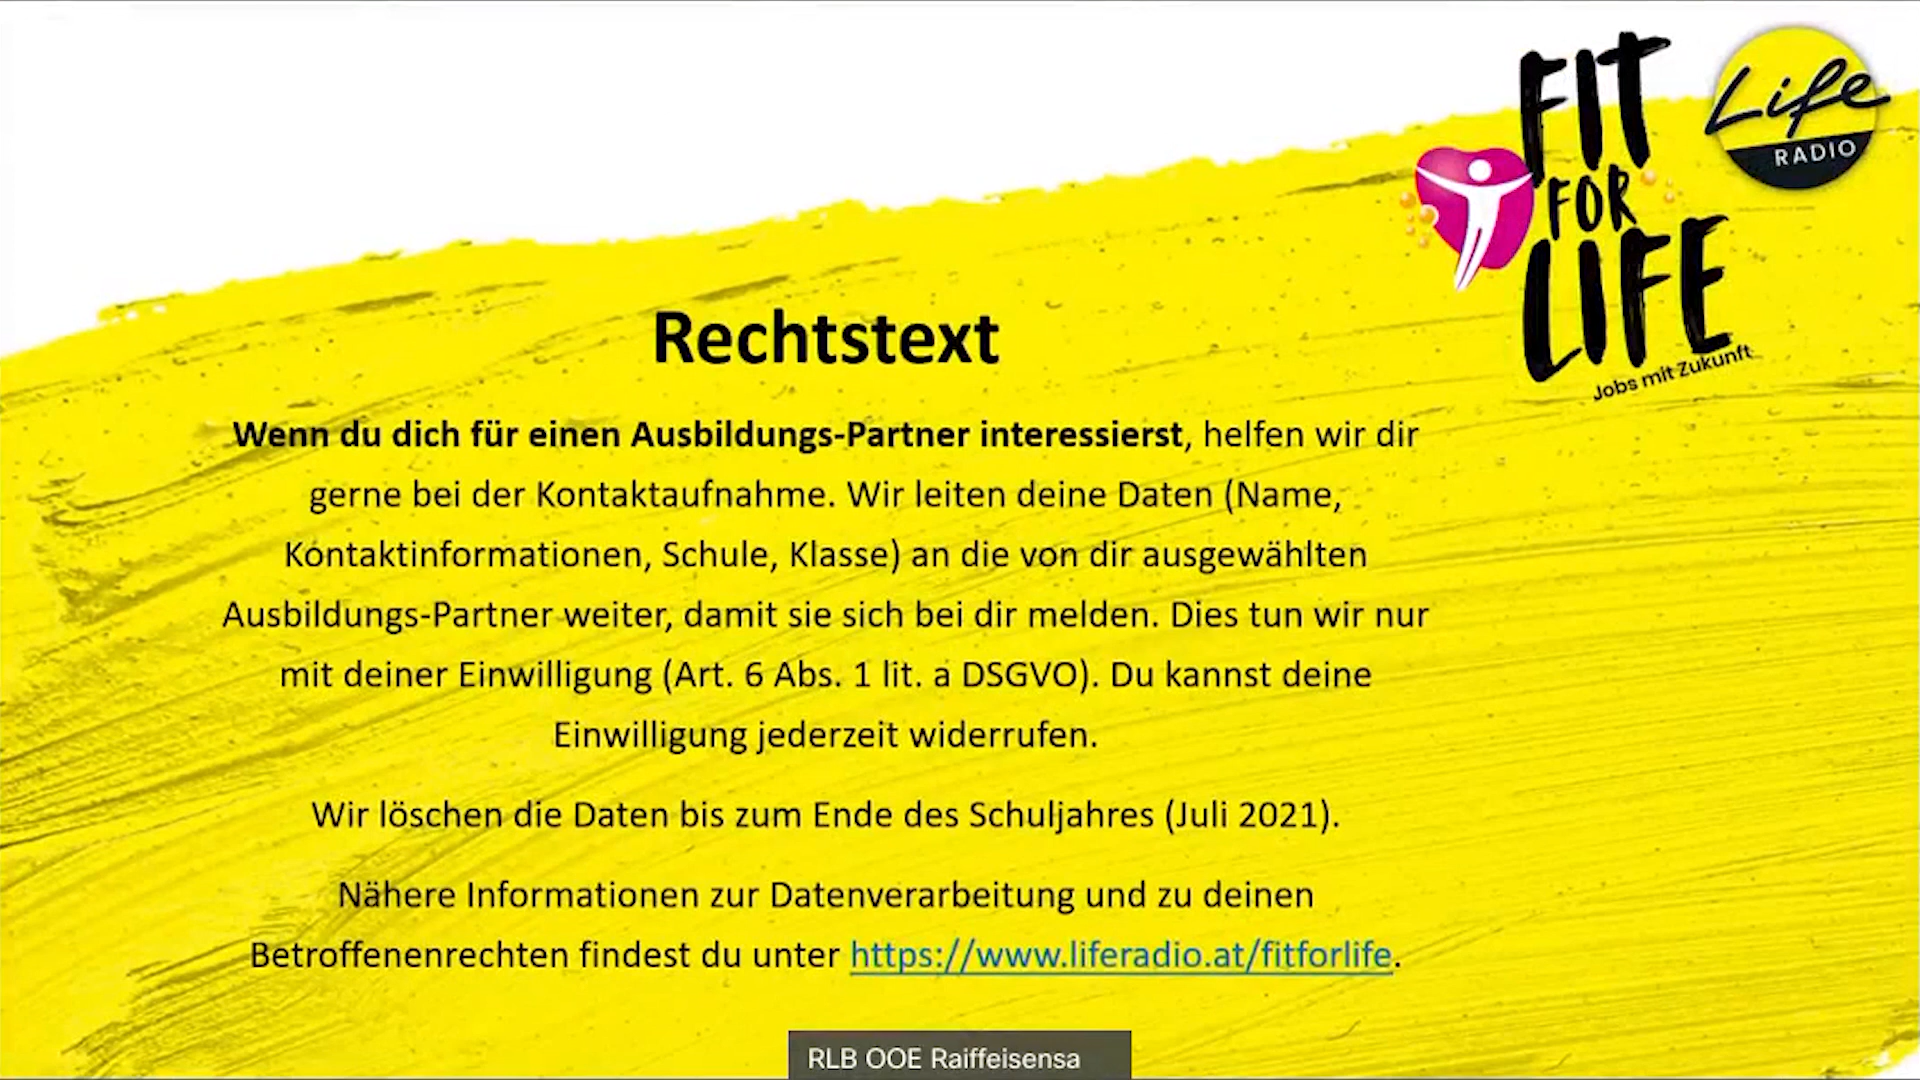 FIT
FOR
LIFE
Jobs mit Zukunft
Life
RADIO
Rechtstext
Wenn du dich für einen Ausbildungs-Partner interessierst, helfen wir dir
gerne bei der Kontaktaufnahme. Wir leiten deine Daten (Name,
Kontaktinformationen, Schule, Klasse) an die von dir ausgewählten
Ausbildungs-Partner weiter, damit sie sich bei dir melden. Dies tun wir nur
mit deiner Einwilligung (Art. 6 Abs. 1 lit. a DSGVO). Du kannst deine
Einwilligung jederzeit widerrufen.
Wir löschen die Daten bis zum Ende des Schuljahres (Juli 2021).
Nähere Informationen zur Datenverarbeitung und zu deinen
Betroffenenrechten findest du unter https://www.liferadio.at/fitforlife.
RLB OOE Raiffeisensa